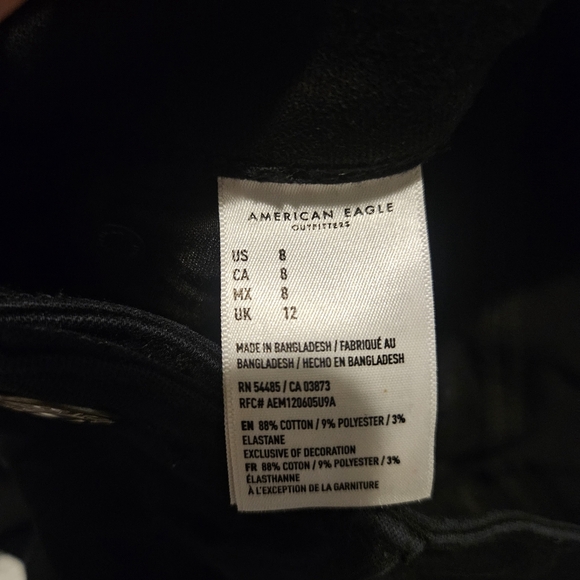 AMERICAN EAGLE
OUTFITTERS
US 8
CA 8
MX 8
UK 12
MADE IN BANGLADESH / FABRIQUÉ AU
BANGLADESH / HECHO EN BANGLADESH
RN 54485 / CA 03873
RFC# AEM120605U9A
EN 88% COTTON / 9% POLYESTER / 3%
ELASTANE
EXCLUSIVE OF DECORATION
FR 88% COTON / 9% POLYESTER / 3%
ÉLASTHANNE
À L'EXCEPTION DE LA GARNITURE